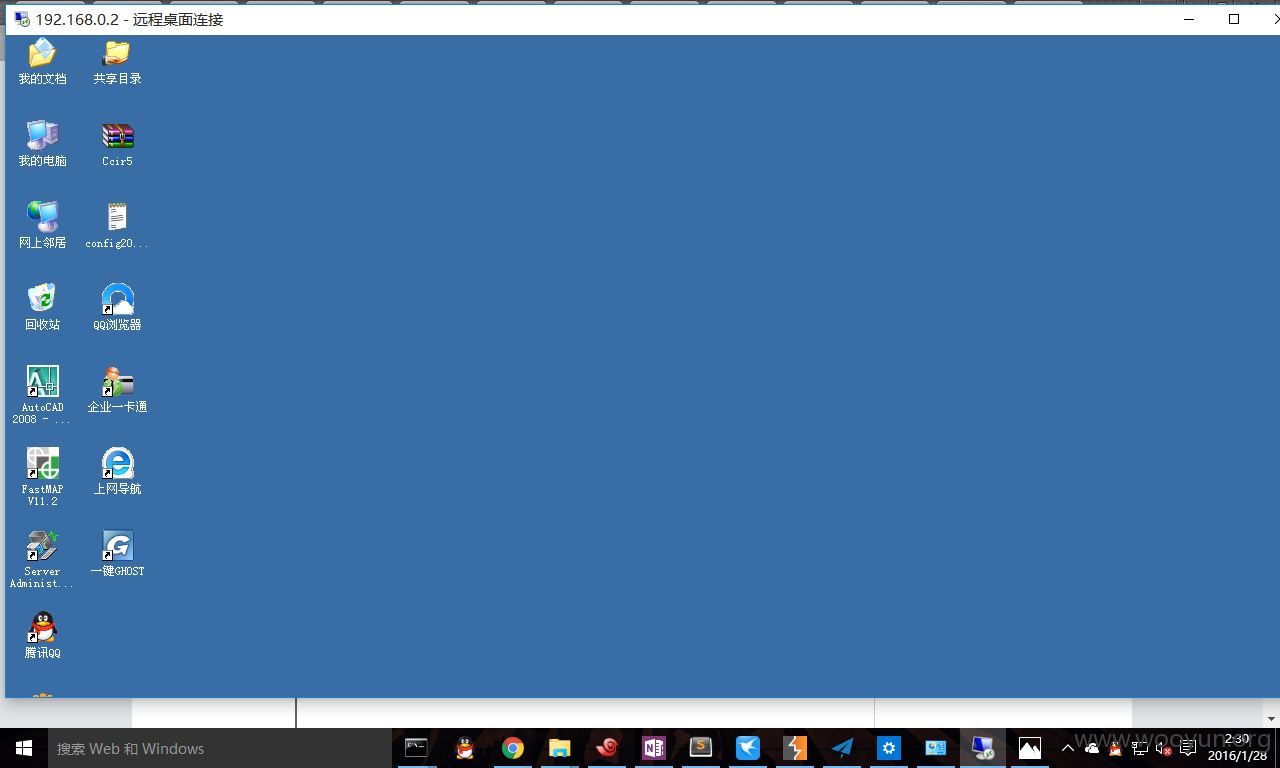 192.168.0.2 - 远程桌面连接
我的文档
共享目录
我的电脑
Ccir5
网上邻居
config20...
回收站
QQ浏览器
AutoCAD
2008 - ...
企业一卡通
FastMAP
V11.2
上网导航
Server
Administ...
一键GHOST
腾讯QQ
搜索 Web 和 Windows
www.wooyun.org
2:30
2016/1/28